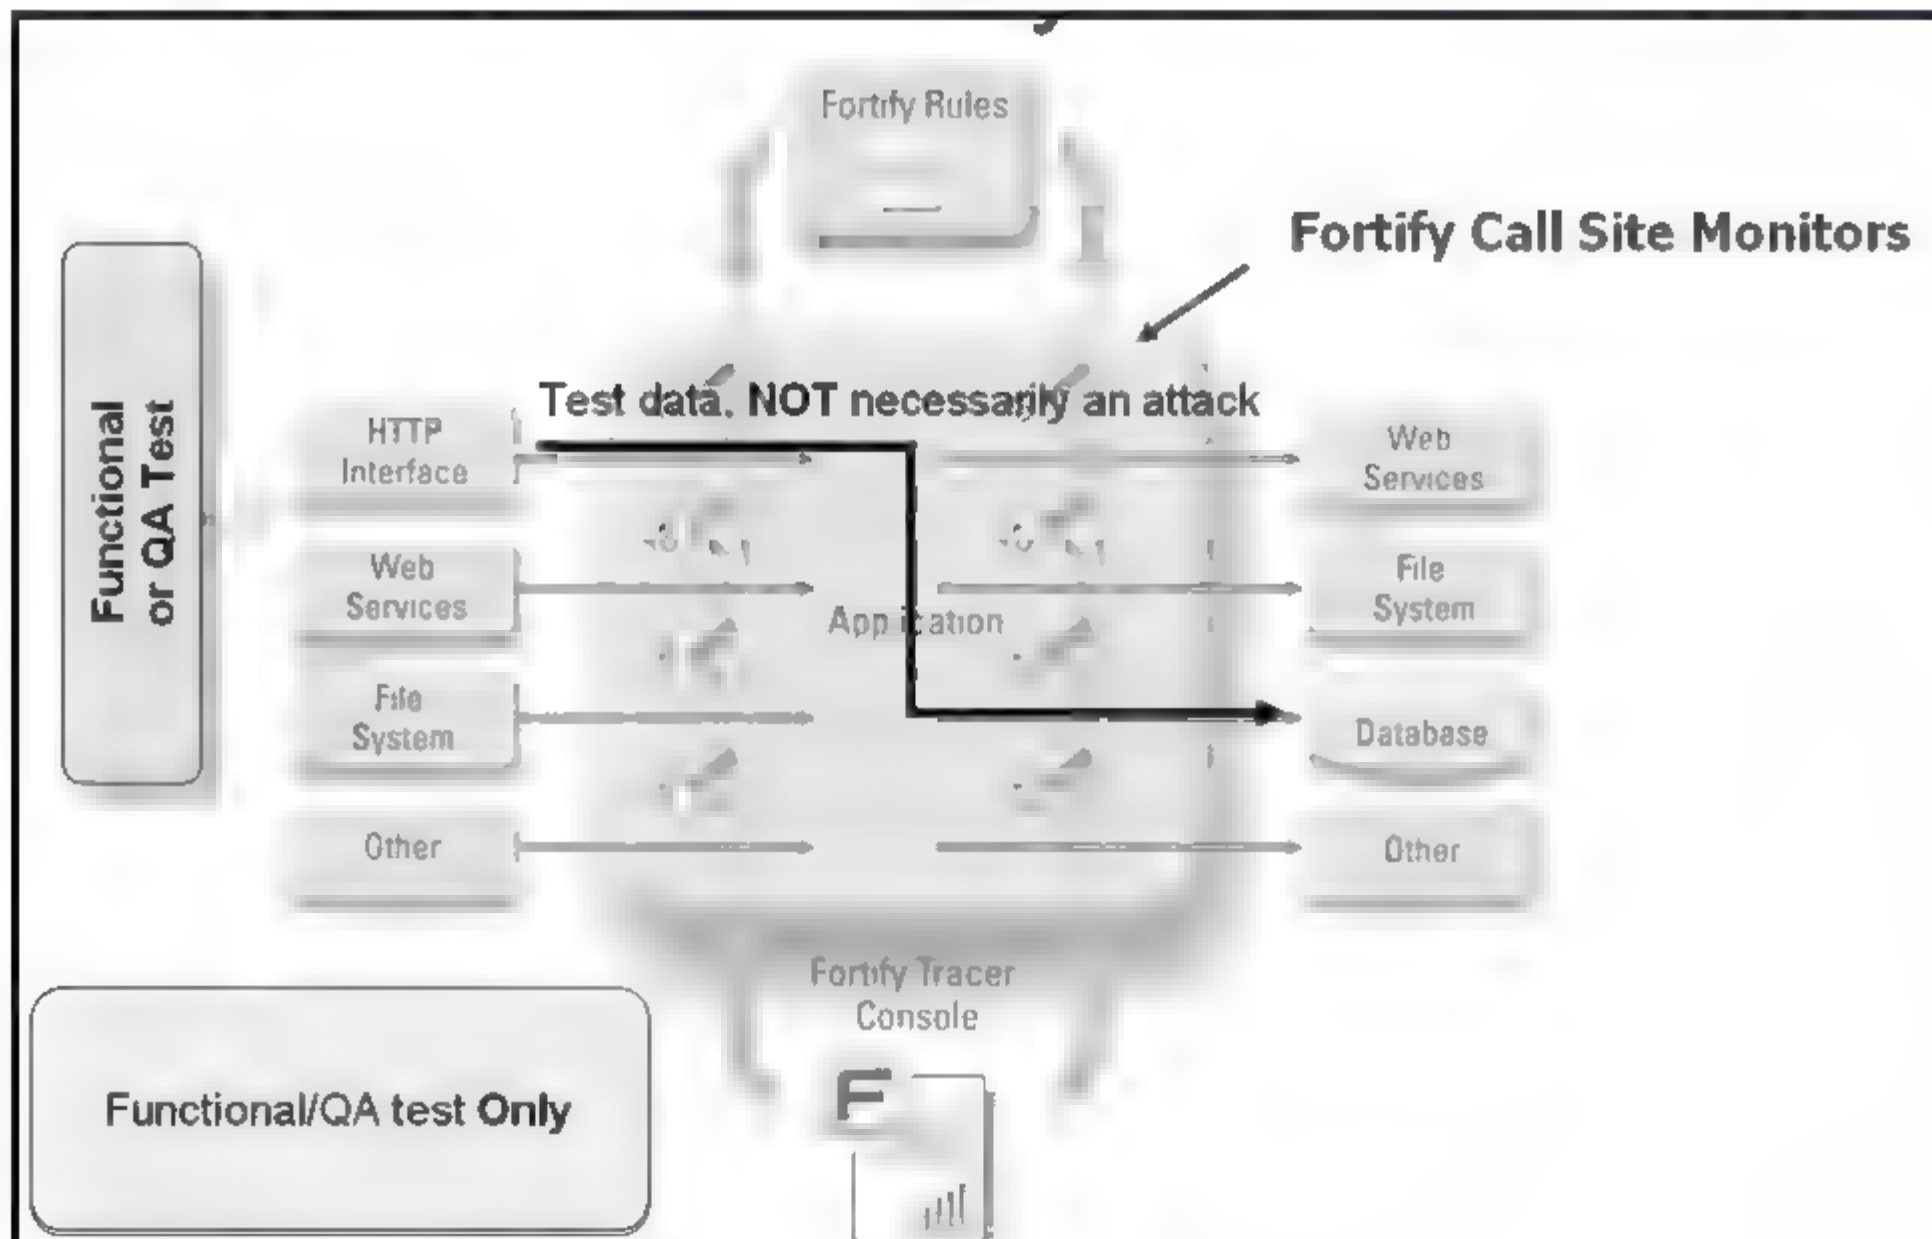 Fortify Rules
Fortify Call Site Monitors
Functional
or QA Test
Test data, NOT necessarily an attack
HTTP
Interface
Web
Services
File
System
Other
Application
Web
Services
File
System
Database
Other
Fortify Tracer
Console
F
Functional/QA test Only